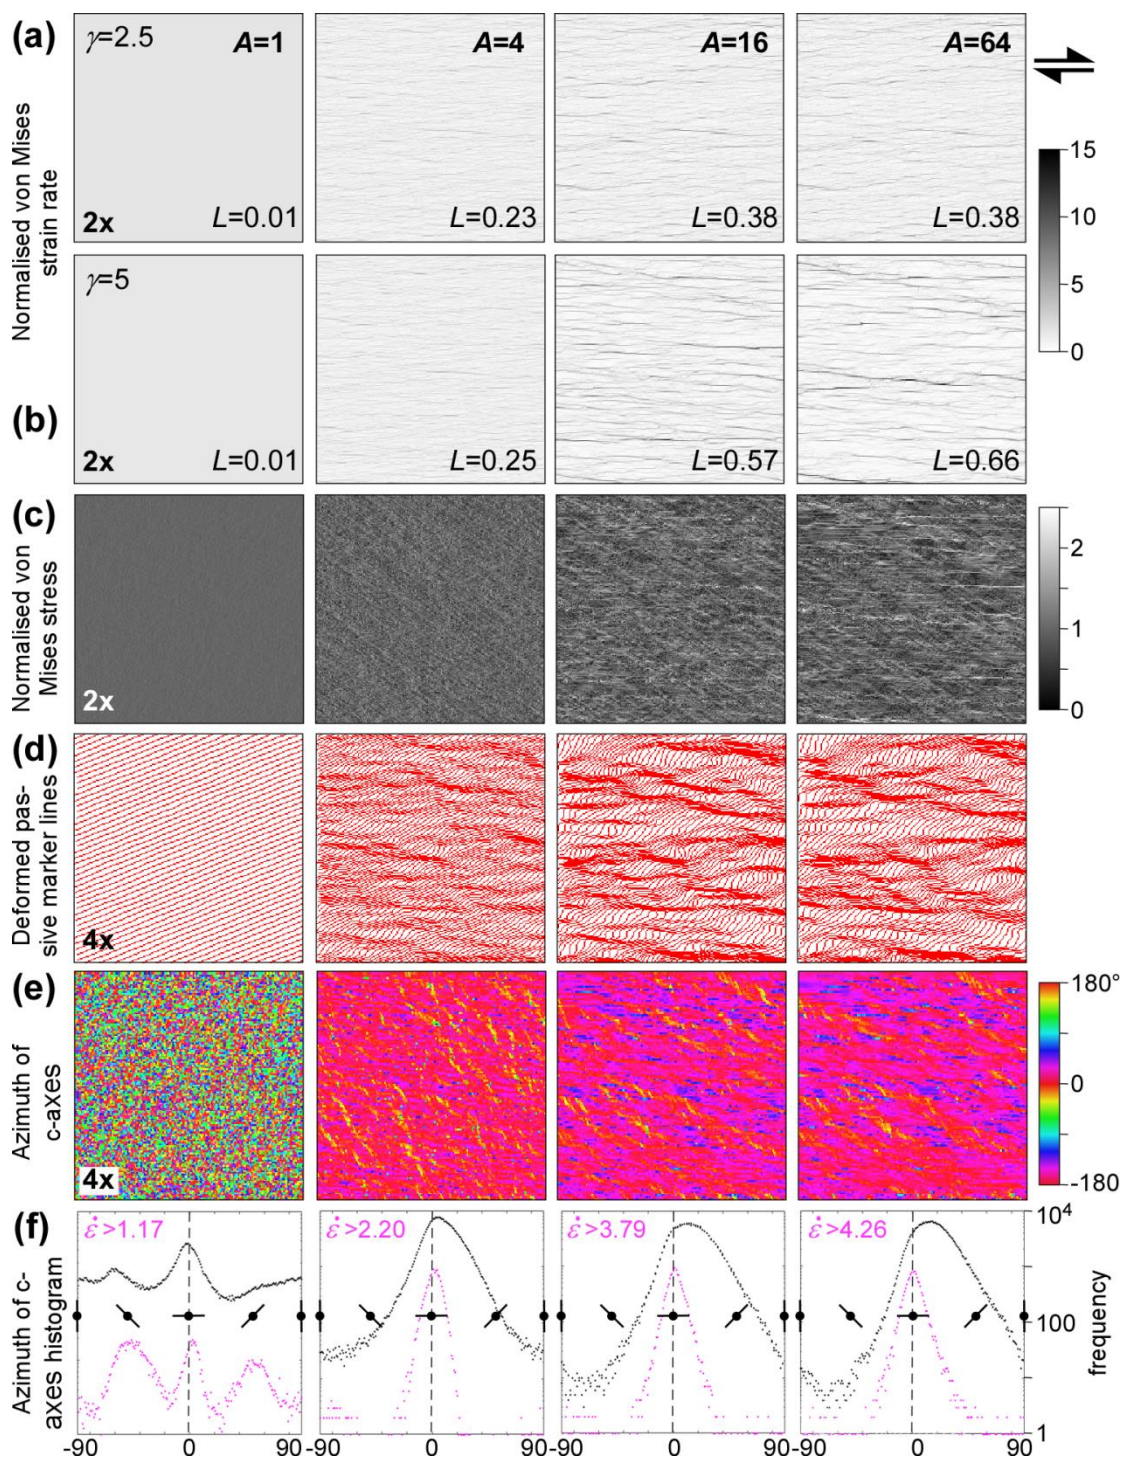 (a)
γ=2.5
A=1
A=4
A=16
A=64
Normalised von Mises
strain rate
2x
L=0.01
L=0.23
L=0.38
L=0.38
15
10
5
0
(b)
γ=5
2x
L=0.01
L=0.25
L=0.57
L=0.66
(c)
Normalised von
Mises stress
2x
2
1
0
(d)
Deformed pas-
sive marker lines
4x
(e)
Azimuth of
c-axes
4x
180°
0
-180
(f)
Azimuth of c-
axes histogram
ε̇>1.17
ε̇>2.20
ε̇>3.79
ε̇>4.26
10⁴
100
1
frequency
-90 0 90
-90 0 90
-90 0 90
-90 0 90